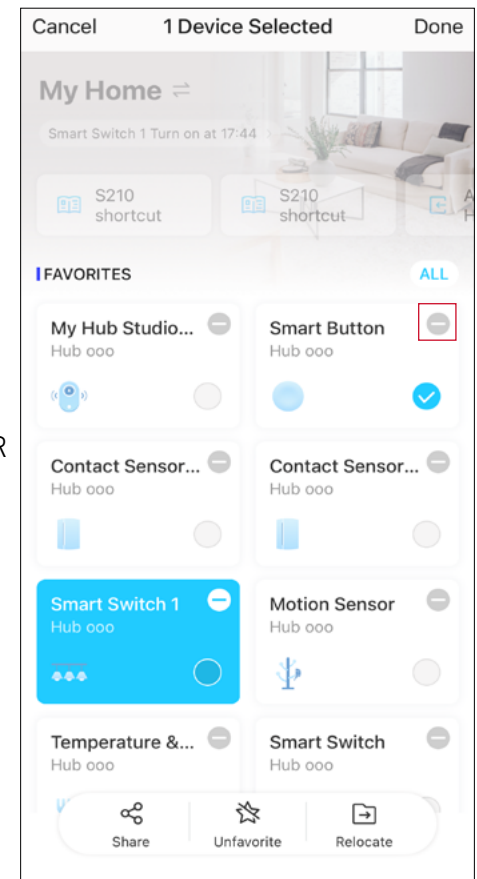 Cancel 1 Device Selected Done
My Home
Smart Switch 1 Turn on at 17:44
S210 S210 A
shortcut shortcut H
FAVORITES ALL
My Hub Studio... Smart Button
Hub ooo Hub ooo
R
Contact Sensor... Contact Sensor...
Hub ooo Hub ooo
Smart Switch 1 Motion Sensor
Hub ooo Hub ooo
Temperature &... Smart Switch
Hub ooo Hub ooo
Share Unfavorite Relocate